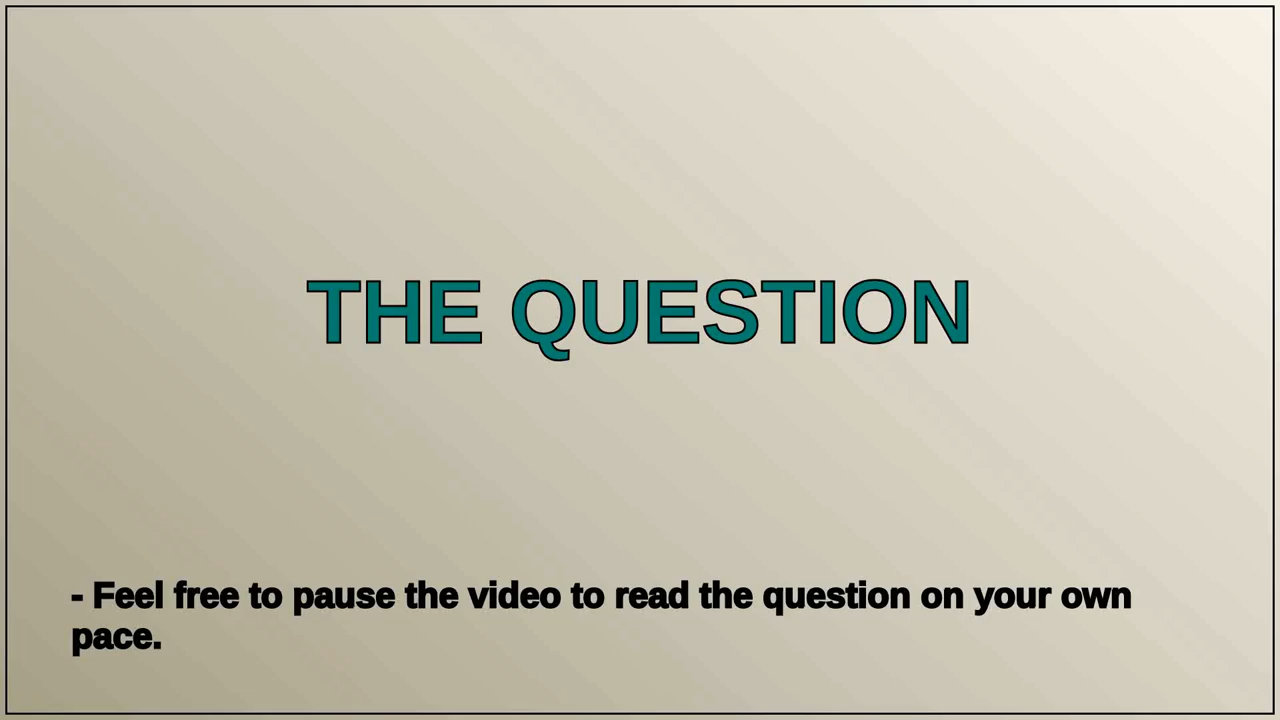 THE QUESTION
- Feel free to pause the video to read the question on your own
pace.